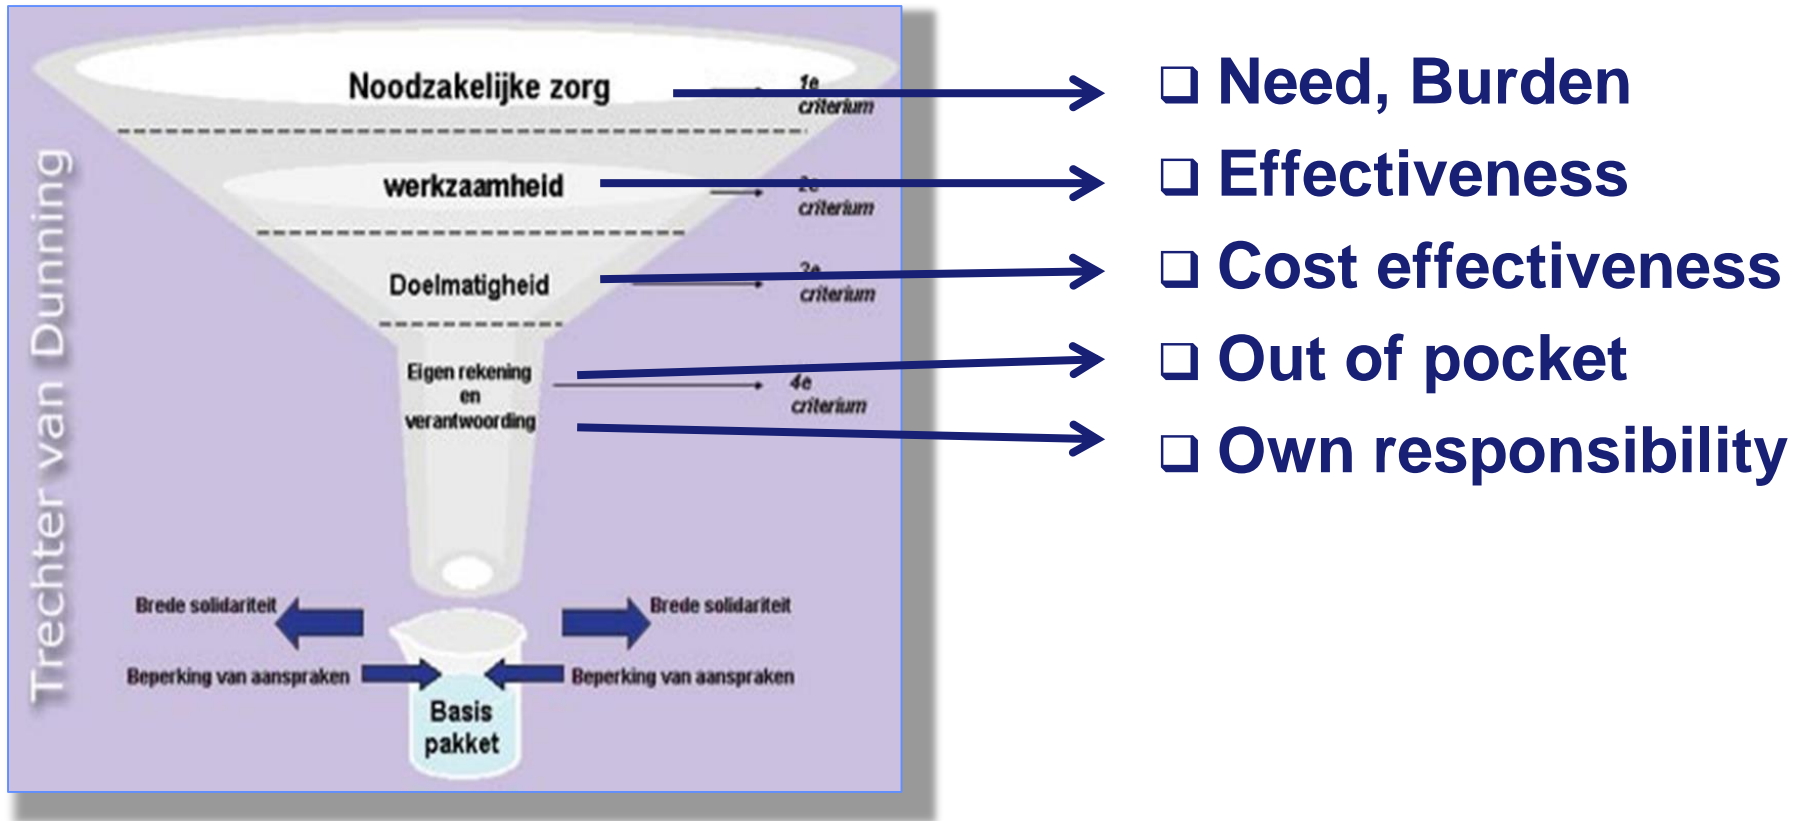 Trechter van Dunning
Noodzakelijke zorg
1e
criterium
werkzaamheid
2e
criterium
Doelmatigheid
criterium
Eigen rekening
en
verantwoording
4e
criterium
Brede solidariteit
Brede solidariteit
Beperking van aanspraken
Beperking van aanspraken
Basis
pakket
Need, Burden
Effectiveness
Cost effectiveness
Out of pocket
Own responsibility